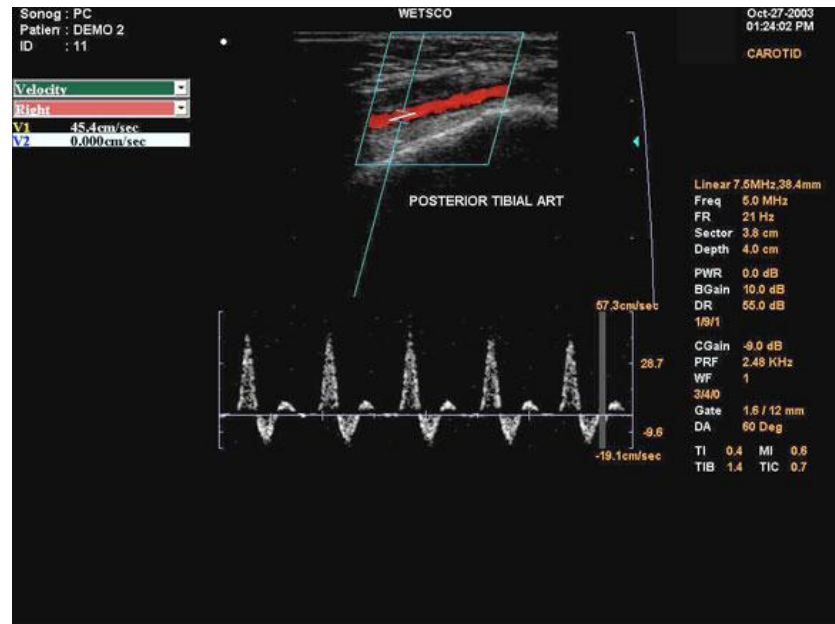 Sonog : PC
Patien : DEMO 2
ID : 11
WETSCO
Oct-27-2003
01:24:02 PM
CAROTID
Velocity
Right
V1 45.4cm/sec
V2 0.000cm/sec
POSTERIOR TIBIAL ART
Linear 7.5MHz,38.4mm
Freq 5.0 MHz
FR 21 Hz
Sector 3.8 cm
Depth 4.0 cm
PWR 0.0 dB
BGain 10.0 dB
DR 55.0 dB
1/9/1
CGain -9.0 dB
PRF 2.48 KHz
WF 1
3/4/0
Gate 1.6 / 12 mm
DA 60 Deg
TI 0.4 MI 0.6
TIB 1.4 TIC 0.7
57.3cm/sec
28.7
-9.6
-19.1cm/sec